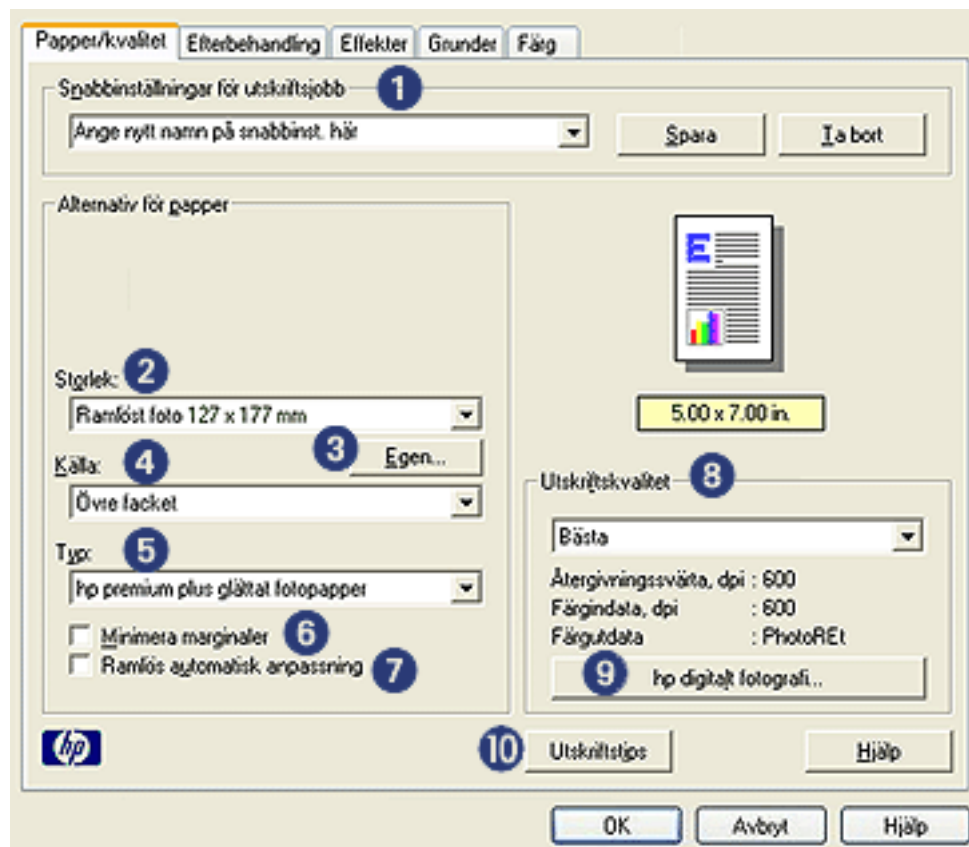 Papper/kvalitet Efterbehandling Effekter Grunder Färg
Snabbinställningar för utskriftsjobb 1
Ange nytt namn på snabbinst. här Spara Ta bort
Alternativ för papper
E
Storlek: 2
Ramlöst foto 127 x 177 mm
5.00 x 7.00 in.
3 Egen...
Källa: 4
Övre facket
Utskriftskvalitet 8
Bästa
Typ: 5
hp premium plus glättat fotopapper
Återgivningssvärta, dpi : 600
Färgindata, dpi : 600
Färgutdata : PhotoREt
Minimera marginaler 6
Ramlös automatisk anpassning 7
9 hp digitalt fotografi...
hp
10 Utskriftstips Hjälp
OK Avbryt Hjälp